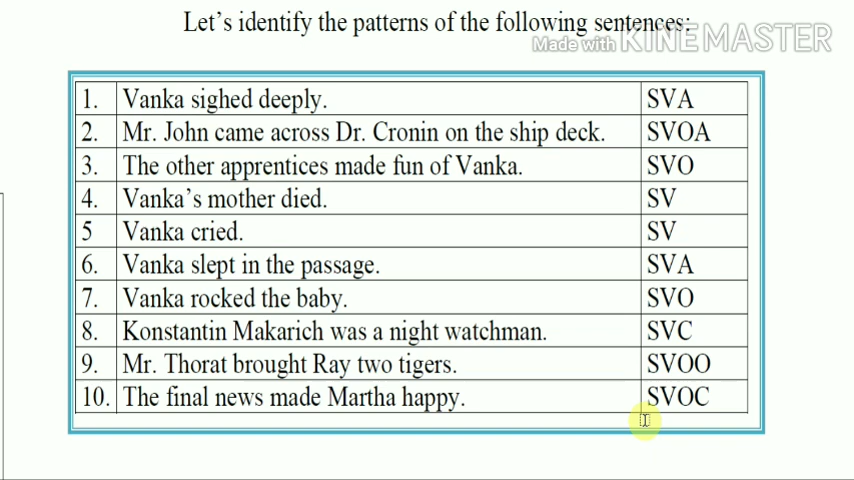 Let's identify the patterns of the following sentences:
Made with KINEMASTER
1. Vanka sighed deeply. SVA
2. Mr. John came across Dr. Cronin on the ship deck. SVOA
3. The other apprentices made fun of Vanka. SVO
4. Vanka's mother died. SV
5 Vanka cried. SV
6. Vanka slept in the passage. SVA
7. Vanka rocked the baby. SVO
8. Konstantin Makarich was a night watchman. SVC
9. Mr. Thorat brought Ray two tigers. SVOO
10. The final news made Martha happy. SVOC